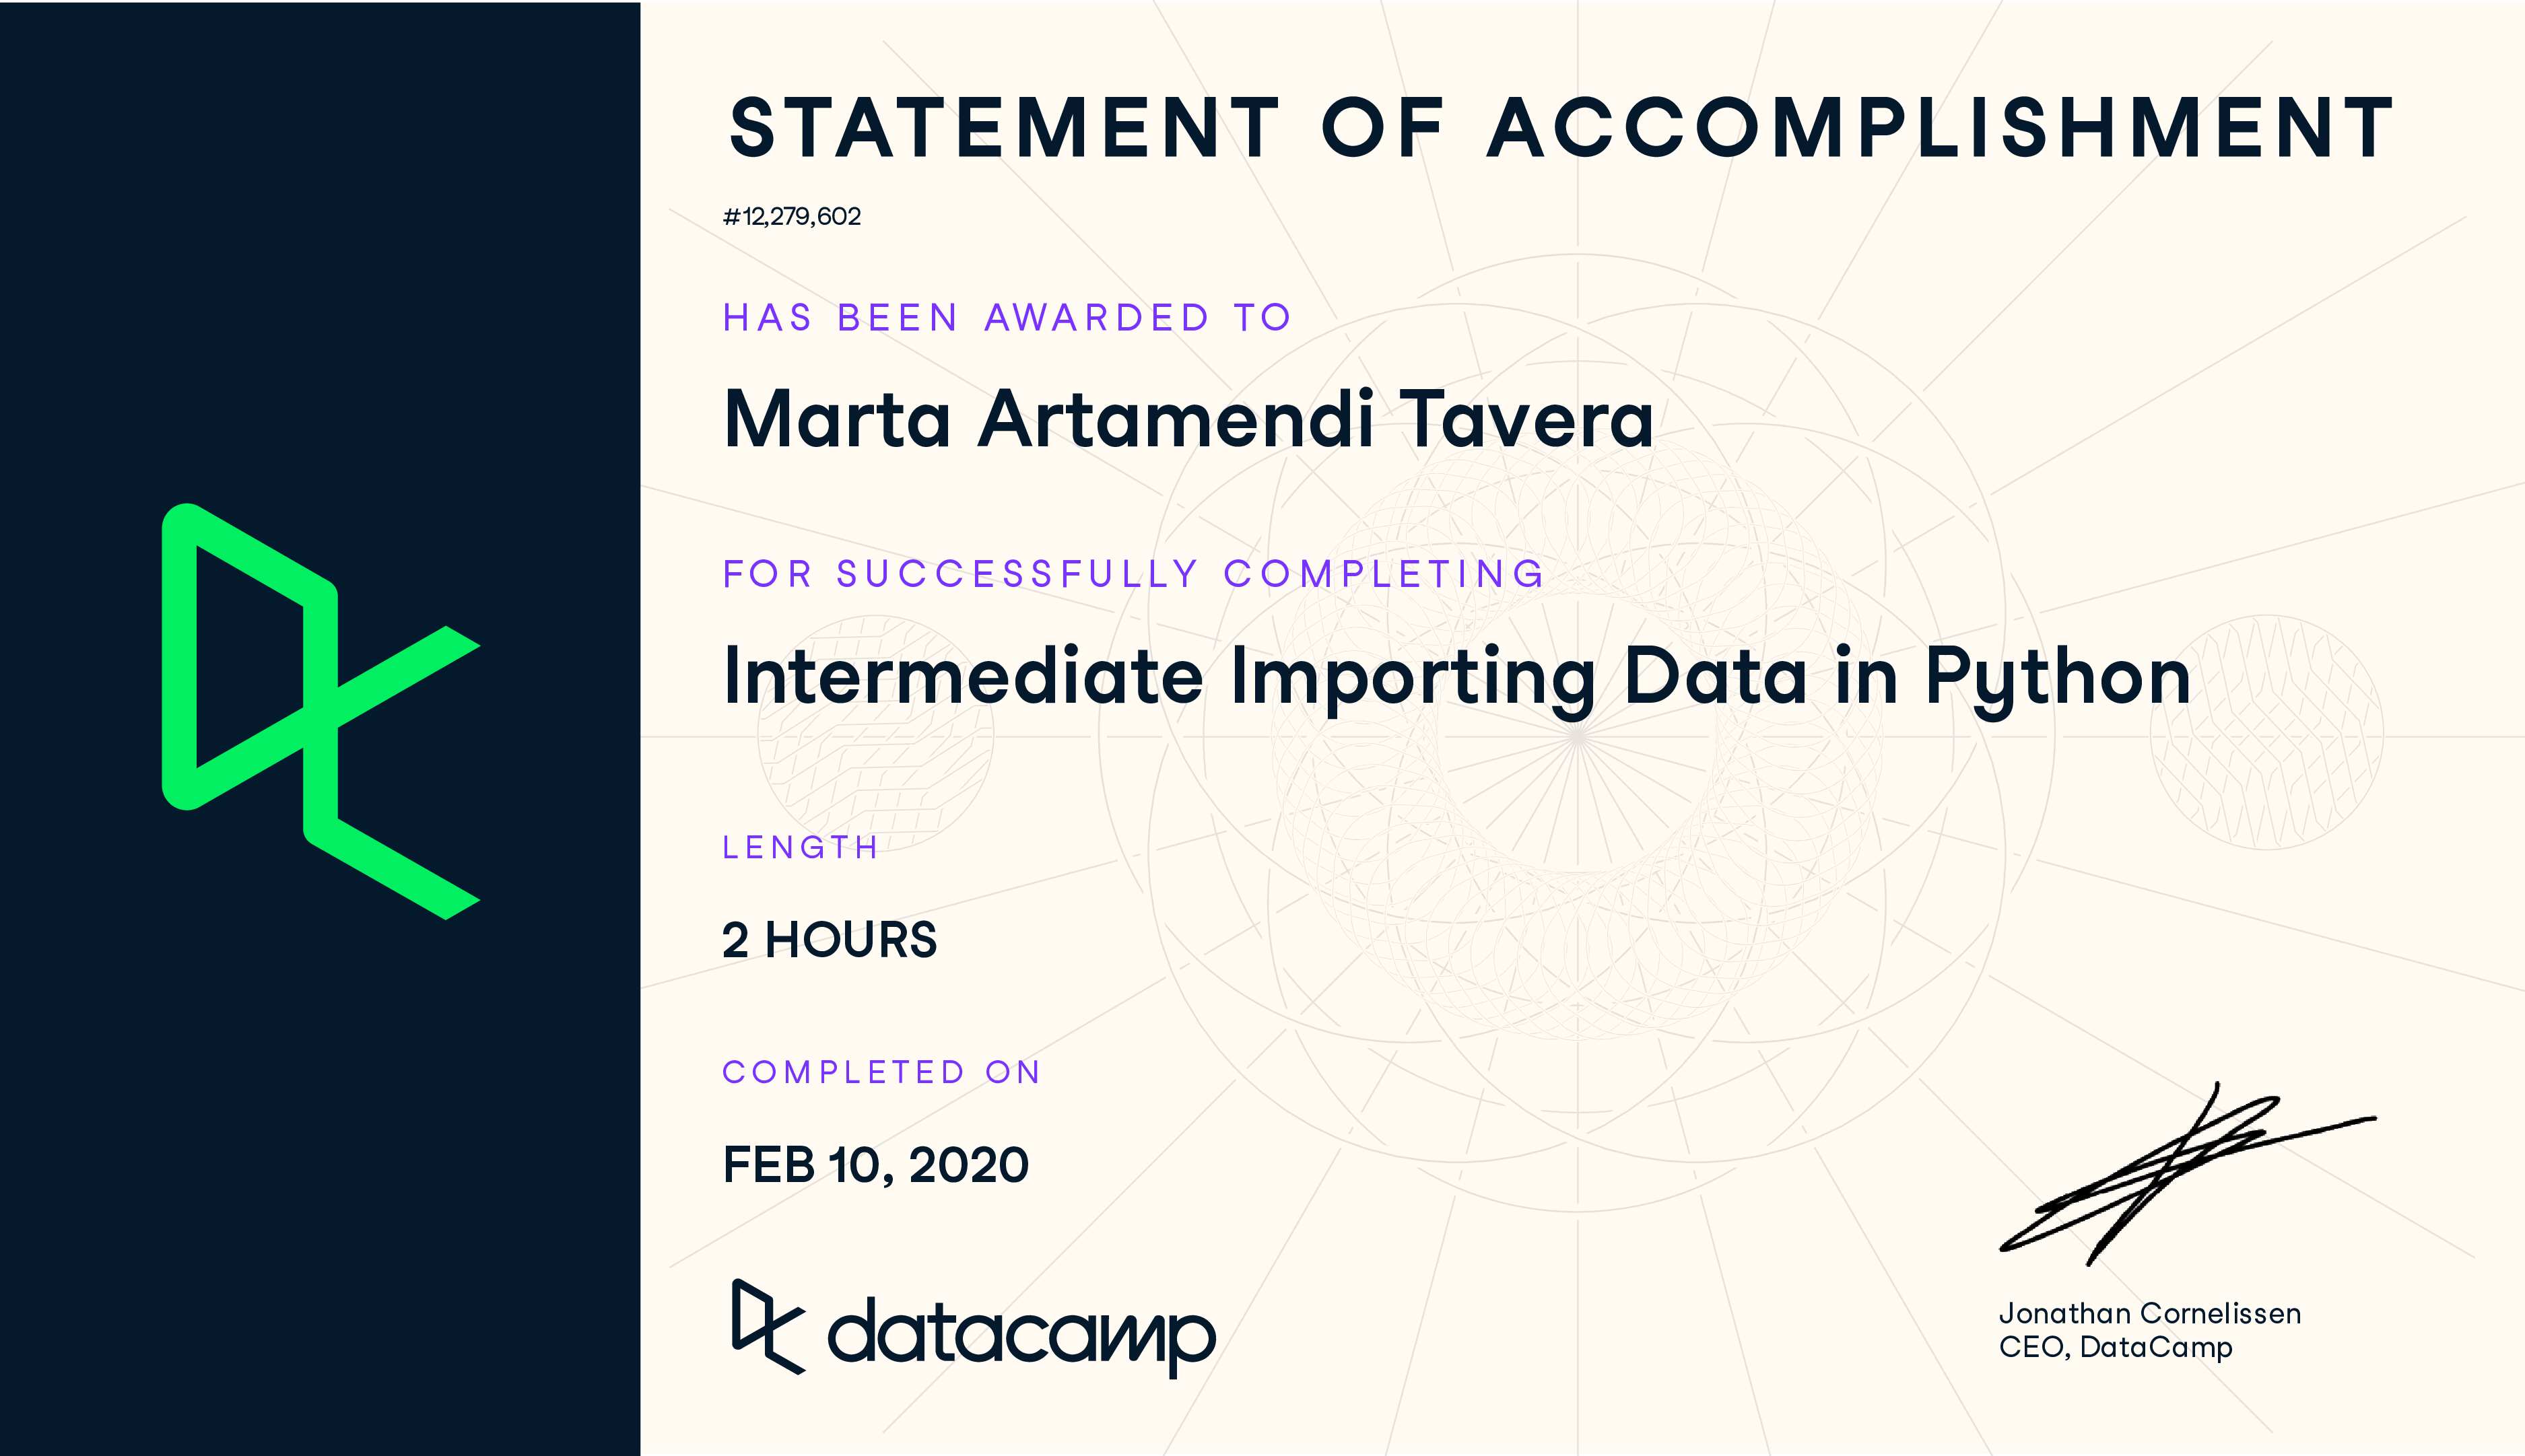 STATEMENT OF ACCOMPLISHMENT
#12,279,602
HAS BEEN AWARDED TO
Marta Artamendi Tavera
FOR SUCCESSFULLY COMPLETING
Intermediate Importing Data in Python
LENGTH
2 HOURS
COMPLETED ON
FEB 10, 2020
datacamp
Jonathan Cornelissen
CEO, DataCamp